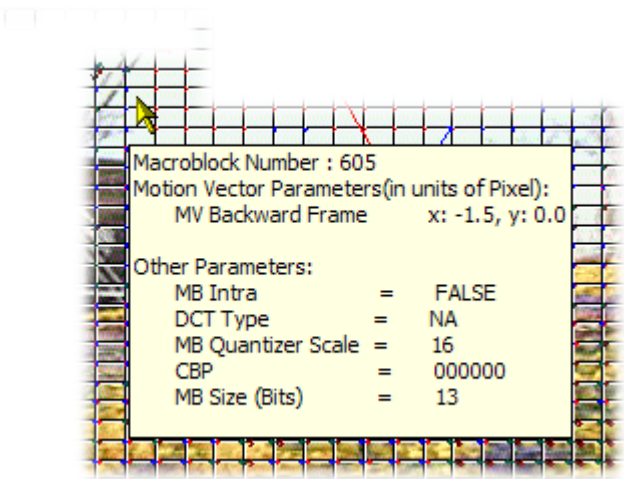 Macroblock Number : 605
Motion Vector Parameters(in units of Pixel):
MV Backward Frame x: -1.5, y: 0.0
Other Parameters:
MB Intra = FALSE
DCT Type = NA
MB Quantizer Scale = 16
CBP = 000000
MB Size (Bits) = 13